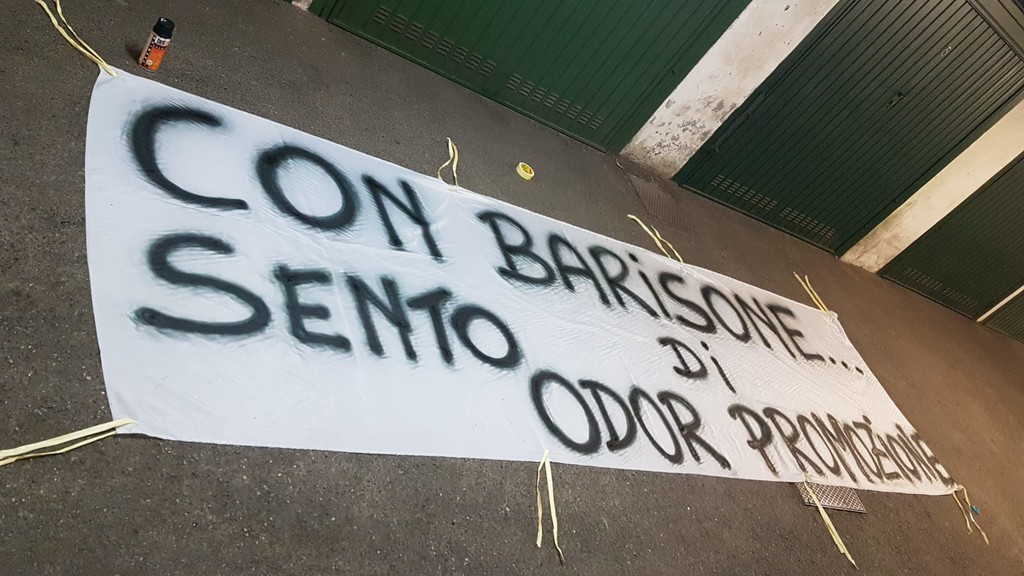 CON BARiSONE...
SENTO Di
ODOR PROMOZIONE